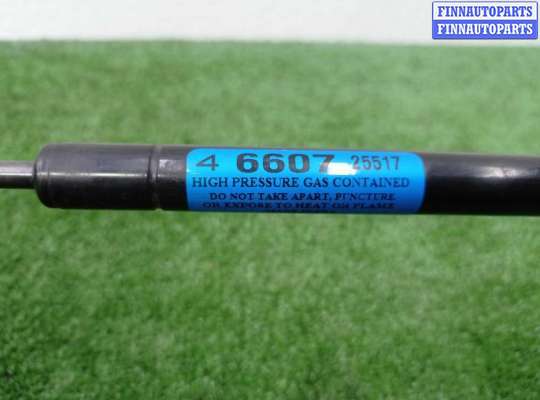 FINNAUTOPARTS
FINNAUTOPARTS
4 6607 25517
HIGH PRESSURE GAS CONTAINED
DO NOT TAKE APART, PUNCTURE
OR EXPOSE TO HEAT OR FLAME